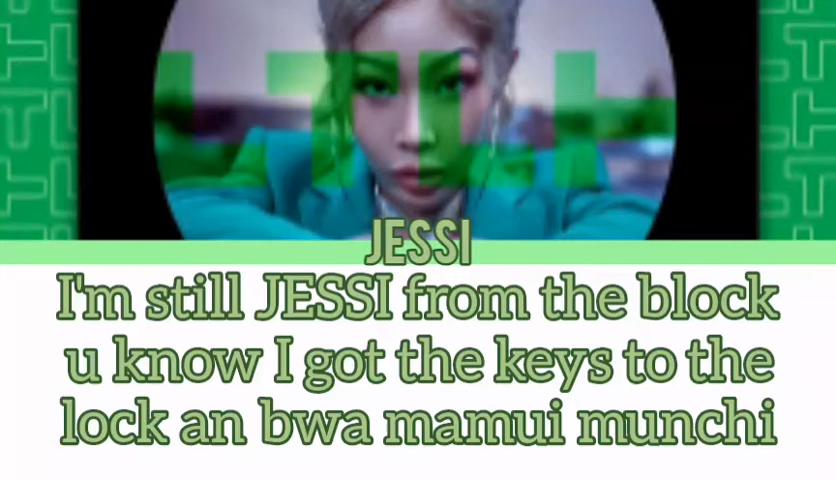 JESSI
I'm still JESSI from the block
u know I got the keys to the
lock an bwa mamui munchi